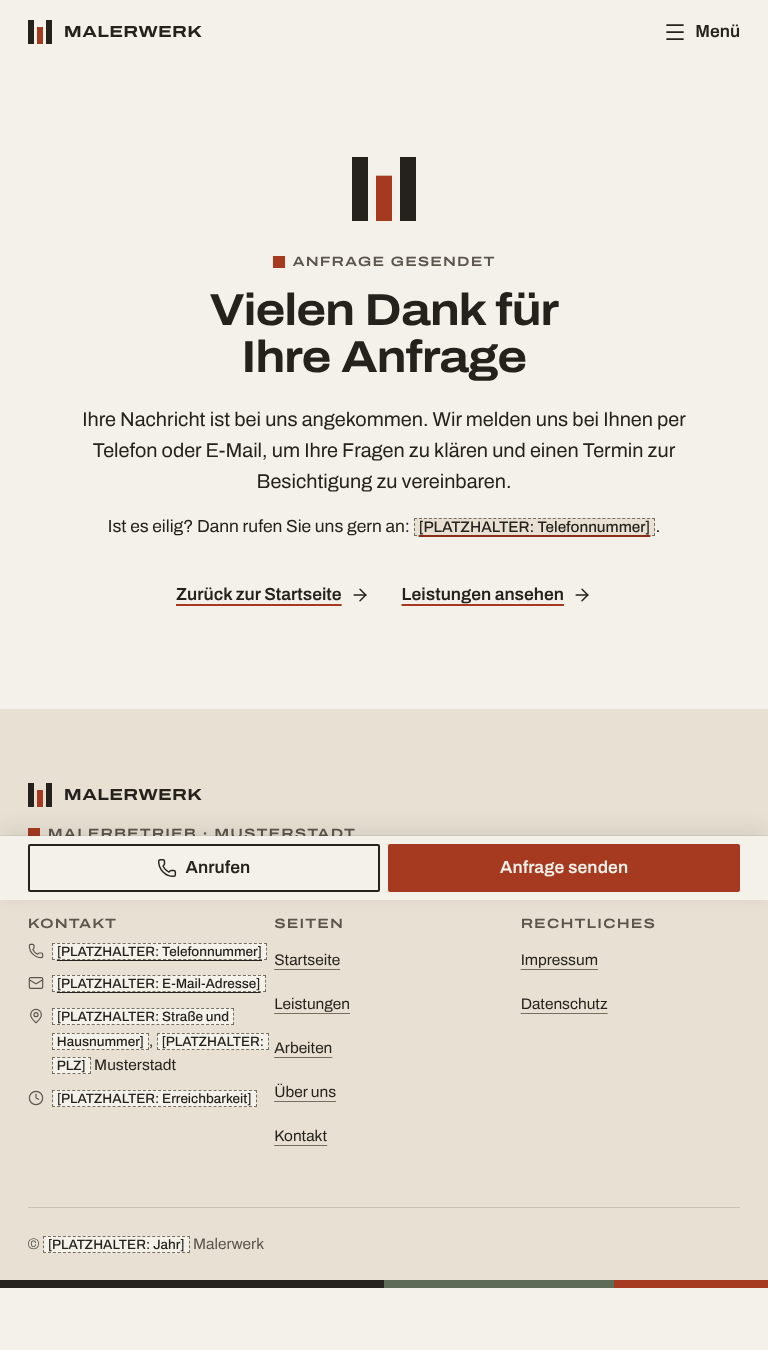 MALERWERK
Menü
ANFRAGE GESENDET
Vielen Dank für
Ihre Anfrage
Ihre Nachricht ist bei uns angekommen. Wir melden uns bei Ihnen per
Telefon oder E-Mail, um Ihre Fragen zu klären und einen Termin zur
Besichtigung zu vereinbaren.
Ist es eilig? Dann rufen Sie uns gern an: [PLATZHALTER: Telefonnummer].
Zurück zur Startseite
Leistungen ansehen
MALERWERK
MALERBETRIEB · MUSTERSTADT
Anrufen
Anfrage senden
KONTAKT
[PLATZHALTER: Telefonnummer]
[PLATZHALTER: E-Mail-Adresse]
[PLATZHALTER: Straße und
Hausnummer], [PLATZHALTER:
PLZ] Musterstadt
[PLATZHALTER: Erreichbarkeit]
SEITEN
Startseite
Leistungen
Arbeiten
Über uns
Kontakt
RECHTLICHES
Impressum
Datenschutz
© [PLATZHALTER: Jahr] Malerwerk